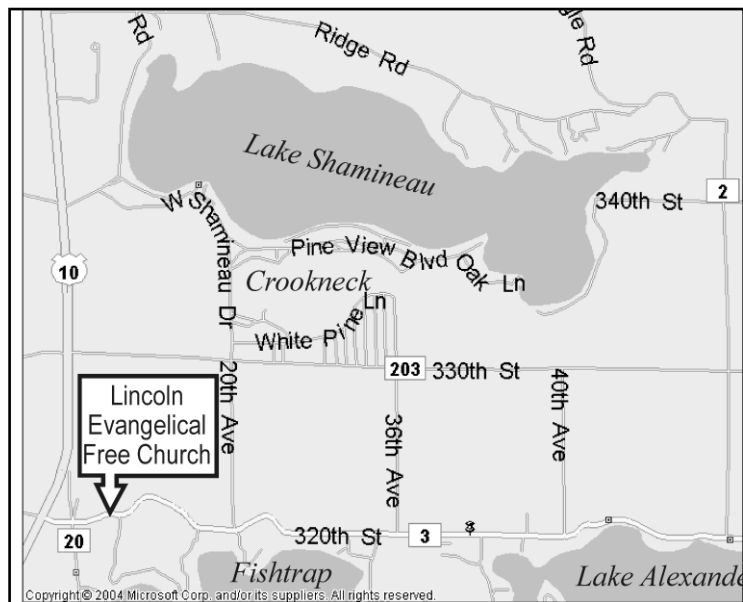 Rd
Ridge Rd
gle Rd
Lake Shamineau
2
340th St
W Shamineau Dr
Pine View Blvd
Oak Ln
10
Crookneck
White Pine Ln
203
330th St
20th Ave
36th Ave
40th Ave
Lincoln
Evangelical
Free Church
20
320th St
3
Fishtrap
Lake Alexande
Copyright © 2004 Microsoft Corp. and/or its suppliers. All rights reserved.